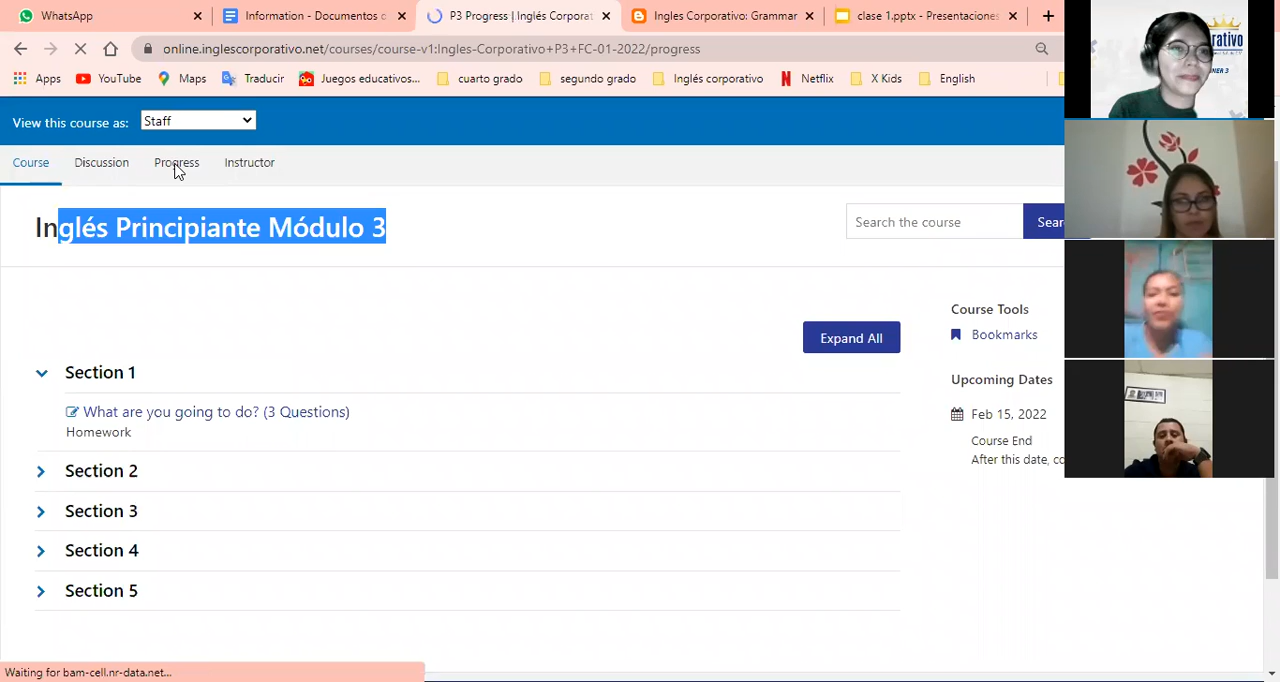 WhatsApp
Information - Documentos c
P3 Progress | Inglés Corporat
Ingles Corporativo: Grammar
clase 1.pptx - Presentaciones
online.inglescorporativo.net/courses/course-v1:Ingles-Corporativo+P3+FC-01-2022/progress
Apps
YouTube
Maps
Traducir
Juegos educativos...
cuarto grado
segundo grado
Inglés corporativo
Netflix
X Kids
English
rativo
NER 3
View this course as:
Staff
Course
Discussion
Progress
Instructor
Inglés Principiante Módulo 3
Search the course
Sear
Expand All
Course Tools
Bookmarks
Upcoming Dates
Feb 15, 2022
Course End
After this date, co
Section 1
What are you going to do? (3 Questions)
Homework
Section 2
Section 3
Section 4
Section 5
Waiting for bam-cell.nr-data.net...